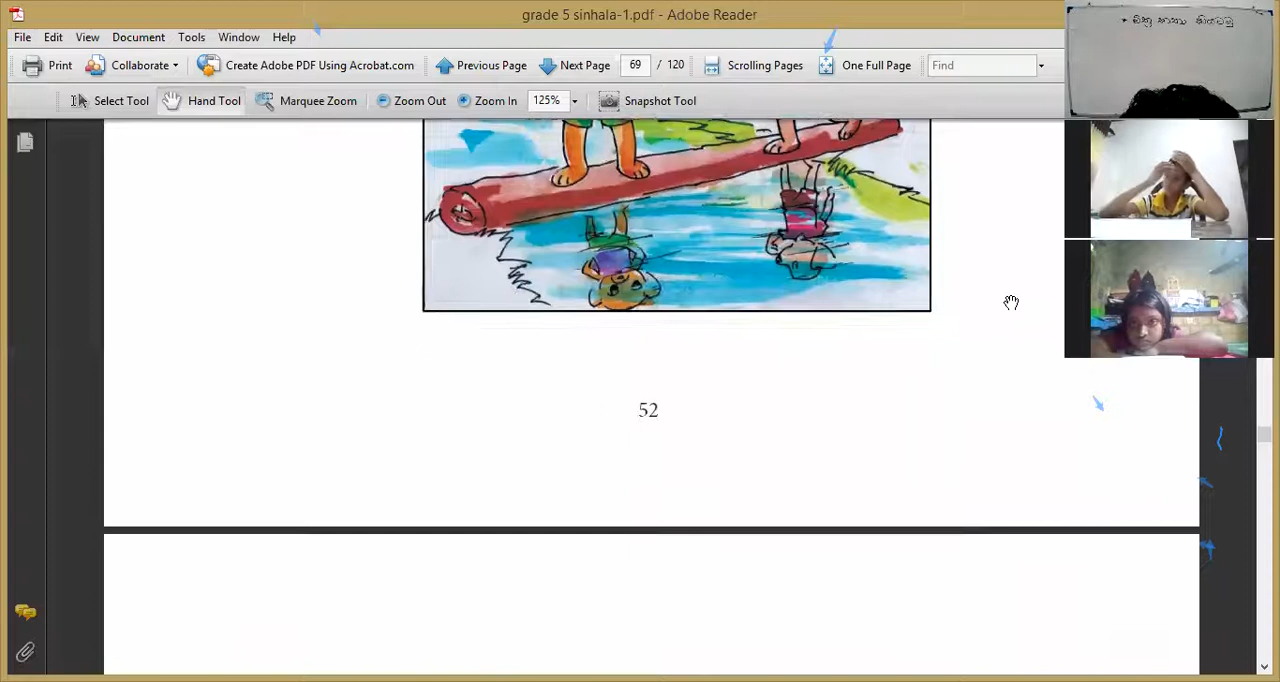 grade 5 sinhala-1.pdf - Adobe Reader
File Edit View Document Tools Window Help
Print Collaborate Create Adobe PDF Using Acrobat.com Previous Page Next Page 69 / 120 Scrolling Pages One Full Page Find
Select Tool Hand Tool Marquee Zoom Zoom Out Zoom In 125% Snapshot Tool
52